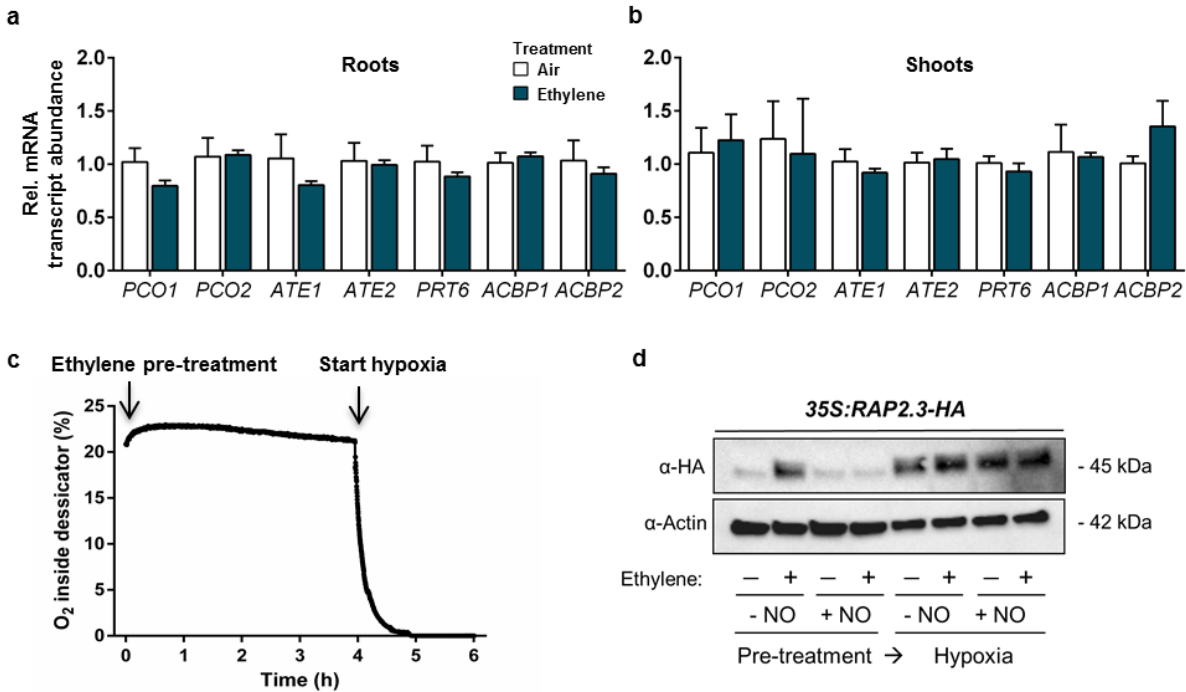 a
Roots
Treatment
Air
Ethylene
Rel. mRNA
transcript abundance
2.0
1.5
1.0
0.5
0.0
PCO1 PCO2 ATE1 ATE2 PRT6 ACBP1 ACBP2
b
Shoots
2.0
1.5
1.0
0.5
0.0
PCO1 PCO2 ATE1 ATE2 PRT6 ACBP1 ACBP2
c
Ethylene pre-treatment Start hypoxia
O2 inside dessicator (%)
25
20
15
10
5
0
0 1 2 3 4 5 6
Time (h)
d
35S:RAP2.3-HA
α-HA - 45 kDa
α-Actin - 42 kDa
Ethylene: – + – + – + – +
- NO + NO - NO + NO
Pre-treatment → Hypoxia